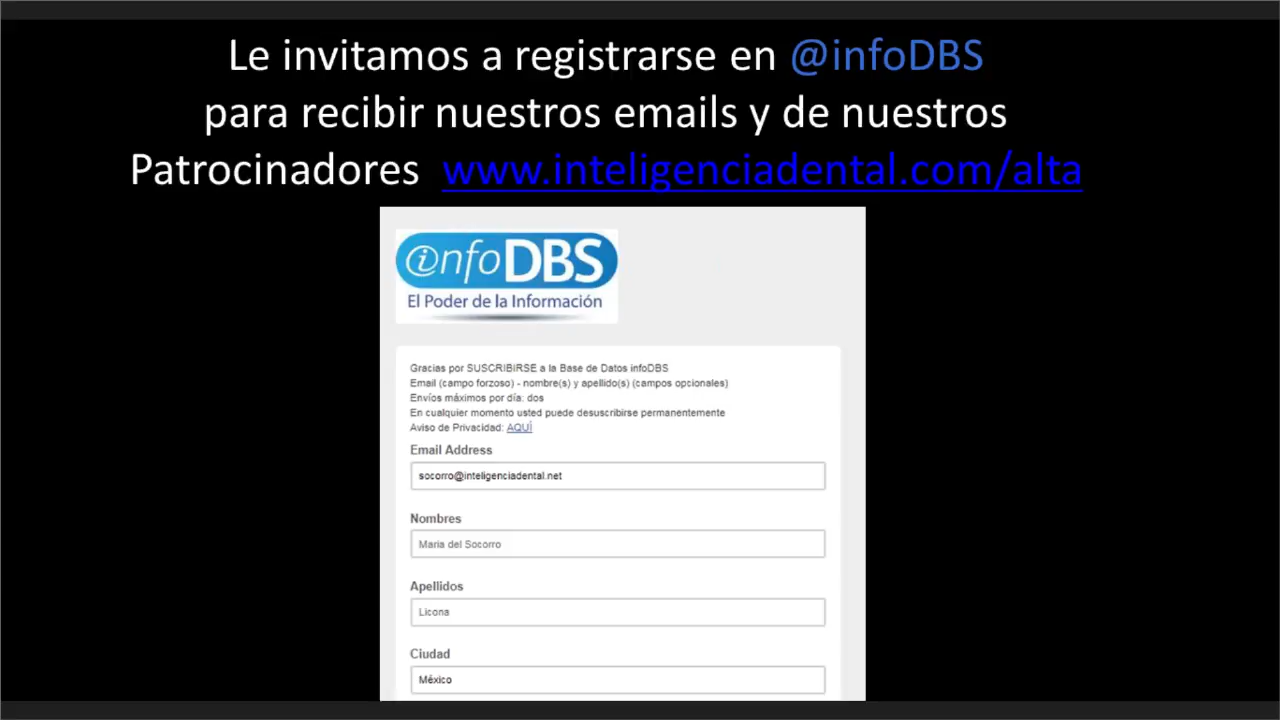 Le invitamos a registrarse en @infoDBS
para recibir nuestros emails y de nuestros
Patrocinadores www.inteligenciadental.com/alta
infoDBS
El Poder de la Información
Gracias por SUSCRIBIRSE a la Base de Datos infoDBS
Email (campo forzoso) - nombre(s) y apellido(s) (campos opcionales)
Envíos máximos por día: dos
En cualquier momento usted puede desuscribirse permanentemente
Aviso de Privacidad: AQUÍ
Email Address
socorro@inteligenciadental.net
Nombres
Maria del Socorro
Apellidos
Licona
Ciudad
México